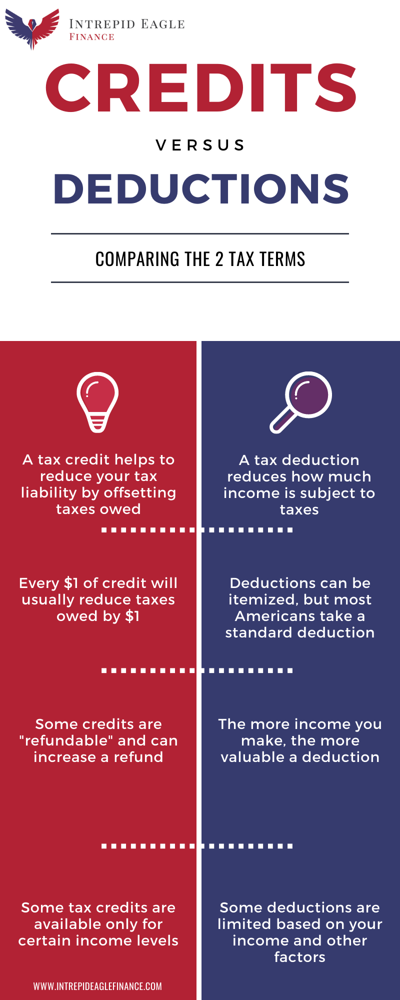 INTREPID EAGLE
FINANCE
CREDITS
VERSUS
DEDUCTIONS
COMPARING THE 2 TAX TERMS
A tax credit helps to
reduce your tax
liability by offsetting
taxes owed
A tax deduction
reduces how much
income is subject to
taxes
Every $1 of credit will
usually reduce taxes
owed by $1
Deductions can be
itemized, but most
Americans take a
standard deduction
Some credits are
"refundable" and can
increase a refund
The more income you
make, the more
valuable a deduction
Some tax credits are
available only for
certain income levels
Some deductions are
limited based on your
income and other
factors
WWW.INTREPIDEAGLEFINANCE.COM